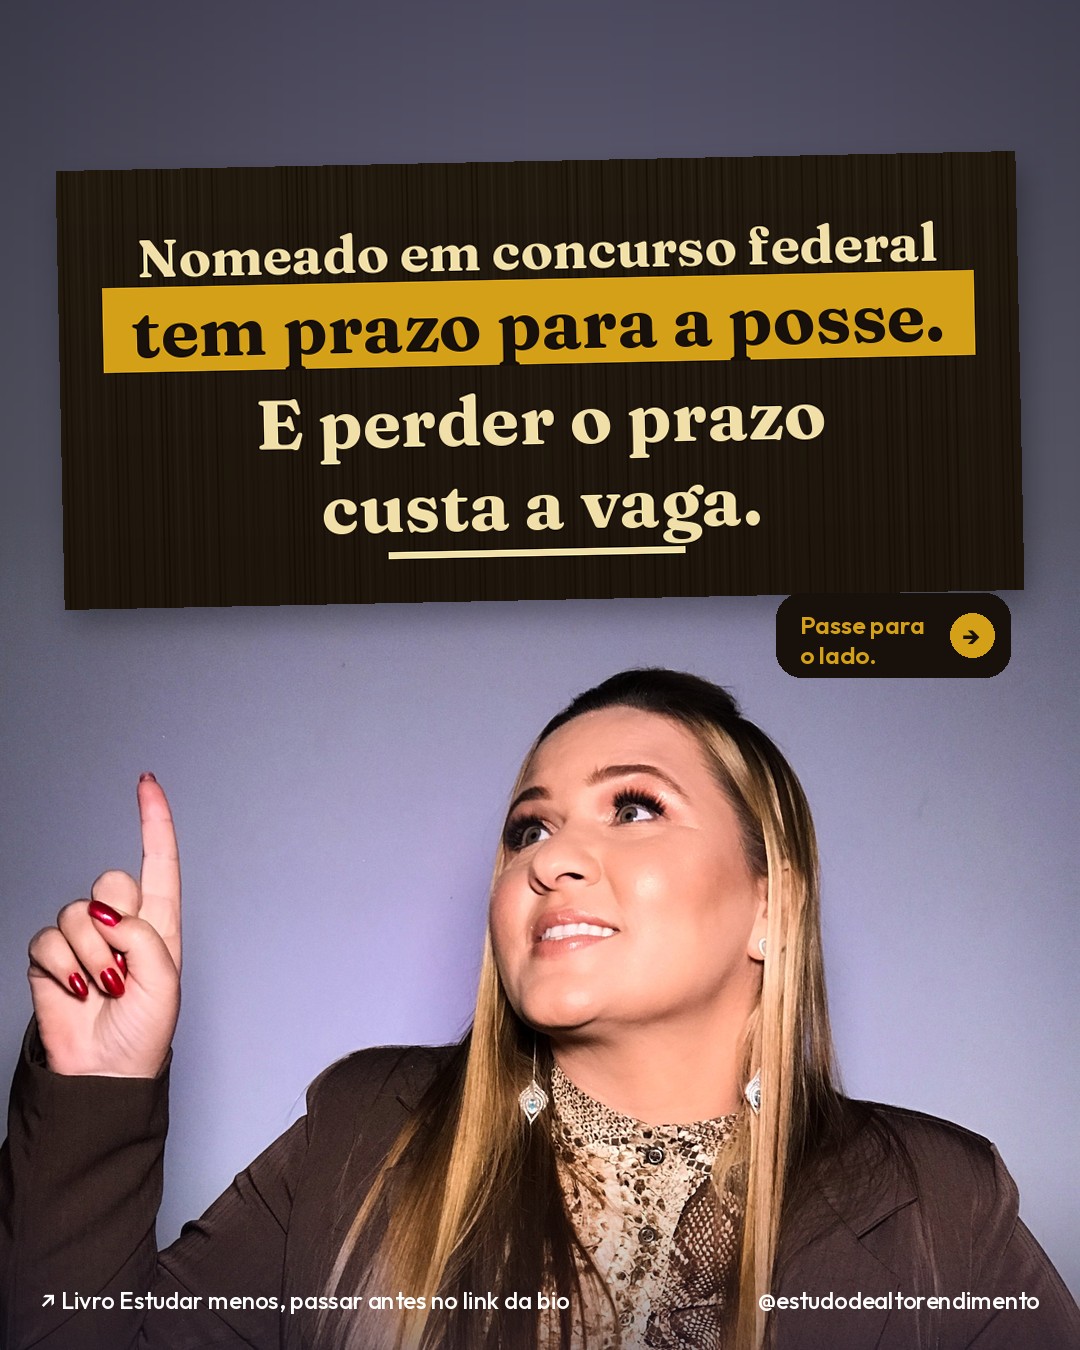 Nomeado em concurso federal
tem prazo para a posse.
E perder o prazo
custa a vaga.
Passe para
o lado.
↗ Livro Estudar menos, passar antes no link da bio
@estudodealtorendimento